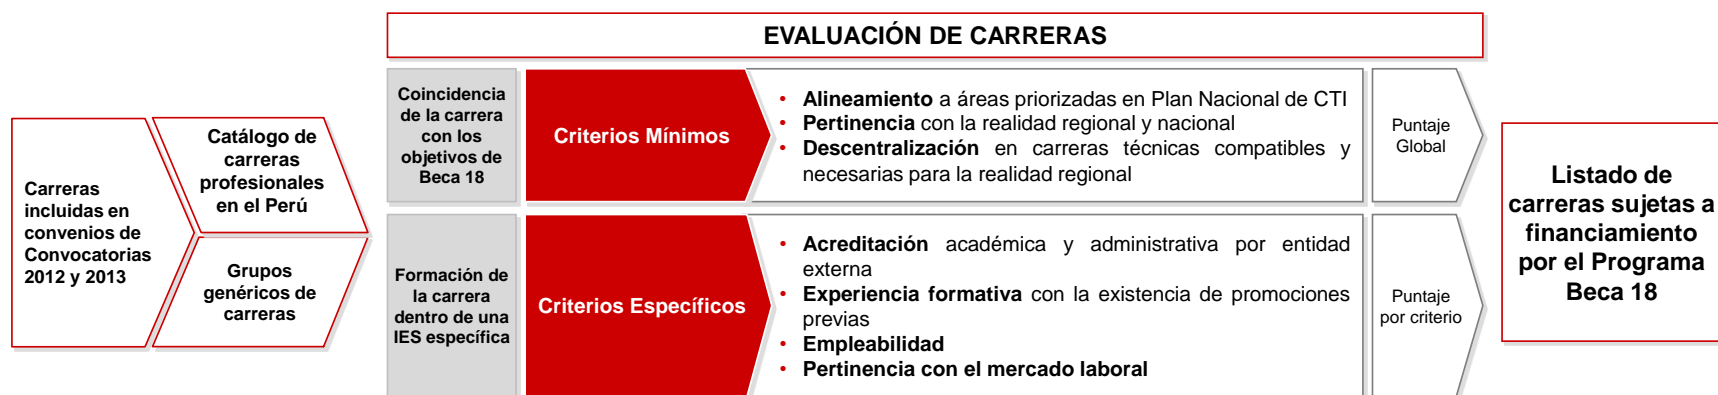 EVALUACIÓN DE CARRERAS
Carreras
incluidas en
convenios de
Convocatorias
2012 y 2013
Catálogo de
carreras
profesionales
en el Perú
Grupos
genéricos de
carreras
Coincidencia
de la carrera
con los
objetivos de
Beca 18
Criterios Mínimos
• Alineamiento a áreas priorizadas en Plan Nacional de CTI
• Pertinencia con la realidad regional y nacional
• Descentralización en carreras técnicas compatibles y
necesarias para la realidad regional
Puntaje
Global
Formación de
la carrera
dentro de una
IES específica
Criterios Específicos
• Acreditación académica y administrativa por entidad
externa
• Experiencia formativa con la existencia de promociones
previas
• Empleabilidad
• Pertinencia con el mercado laboral
Puntaje
por criterio
Listado de
carreras sujetas a
financiamiento
por el Programa
Beca 18